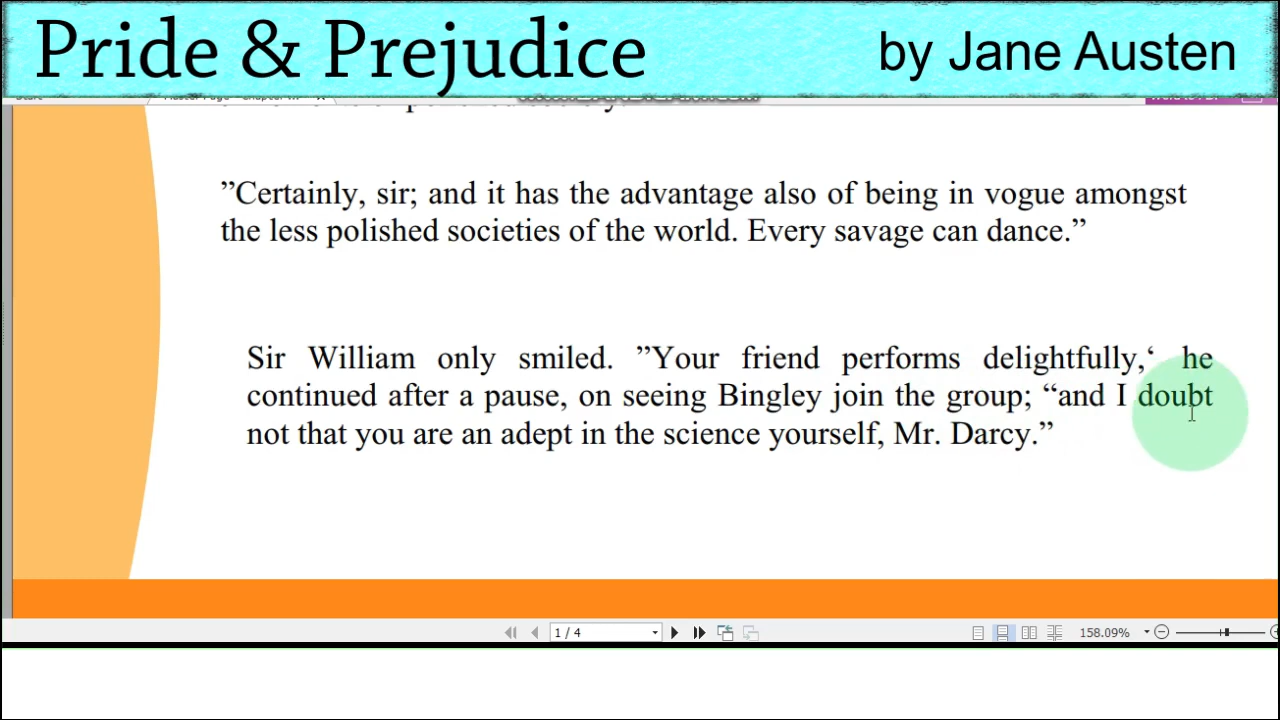 Pride & Prejudice
by Jane Austen
”Certainly, sir; and it has the advantage also of being in vogue amongst
the less polished societies of the world. Every savage can dance.”
Sir William only smiled. ”Your friend performs delightfully,‘ he
continued after a pause, on seeing Bingley join the group; “and I doubt
not that you are an adept in the science yourself, Mr. Darcy.”
1 / 4
158.09%